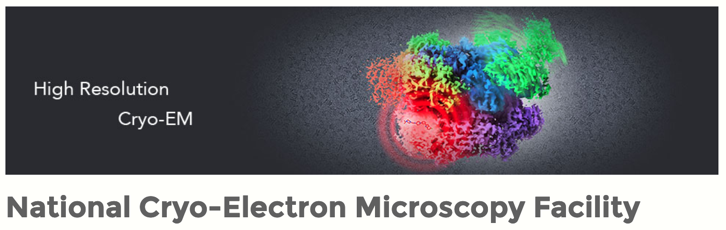 High Resolution
Cryo-EM
National Cryo-Electron Microscopy Facility